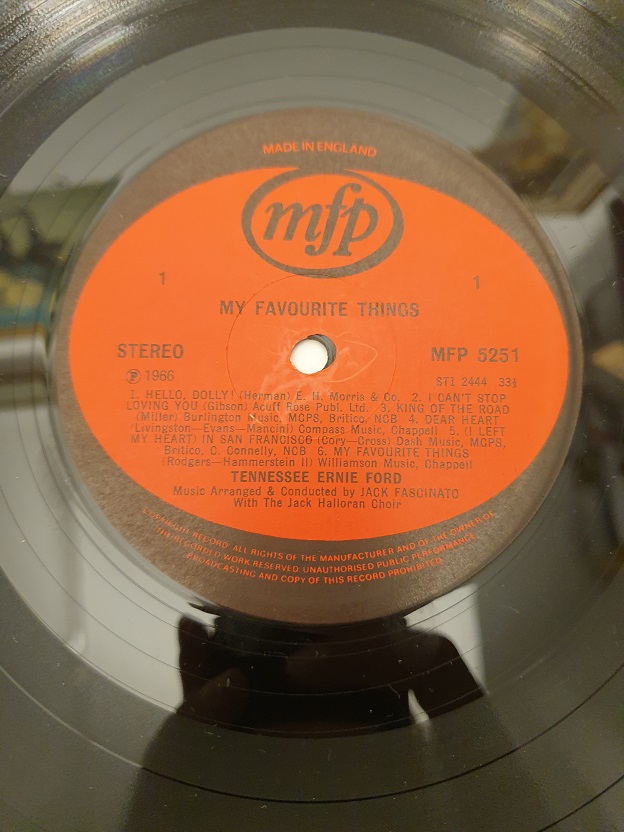 MADE IN ENGLAND
mfp
1 1
MY FAVOURITE THINGS
STEREO MFP 5251
Ⓟ 1966 ST1 2444 33⅓
1. HELLO, DOLLY! (Herman) E. H. Morris & Co. 2. I CAN'T STOP
LOVING YOU (Gibson) Acuff Rose Publ. Ltd. 3. KING OF THE ROAD
(Miller) Burlington Music, MCPS, Britico, NCB 4. DEAR HEART
(Livingston—Evans—Mancini) Compass Music, Chappell 5. (I LEFT
MY HEART) IN SAN FRANCISCO (Cory—Cross) Dash Music, MCPS,
Britico, C. Connelly, NCB 6. MY FAVOURITE THINGS
(Rodgers—Hammerstein II) Williamson Music, Chappell
TENNESSEE ERNIE FORD
Music Arranged & Conducted by JACK FASCINATO
With The Jack Halloran Choir
COPYRIGHT RECORD. ALL RIGHTS OF THE MANUFACTURER AND OF THE OWNER OF
THE RECORDED WORK RESERVED. UNAUTHORISED PUBLIC PERFORMANCE
BROADCASTING AND COPY OF THIS RECORD PROHIBITED